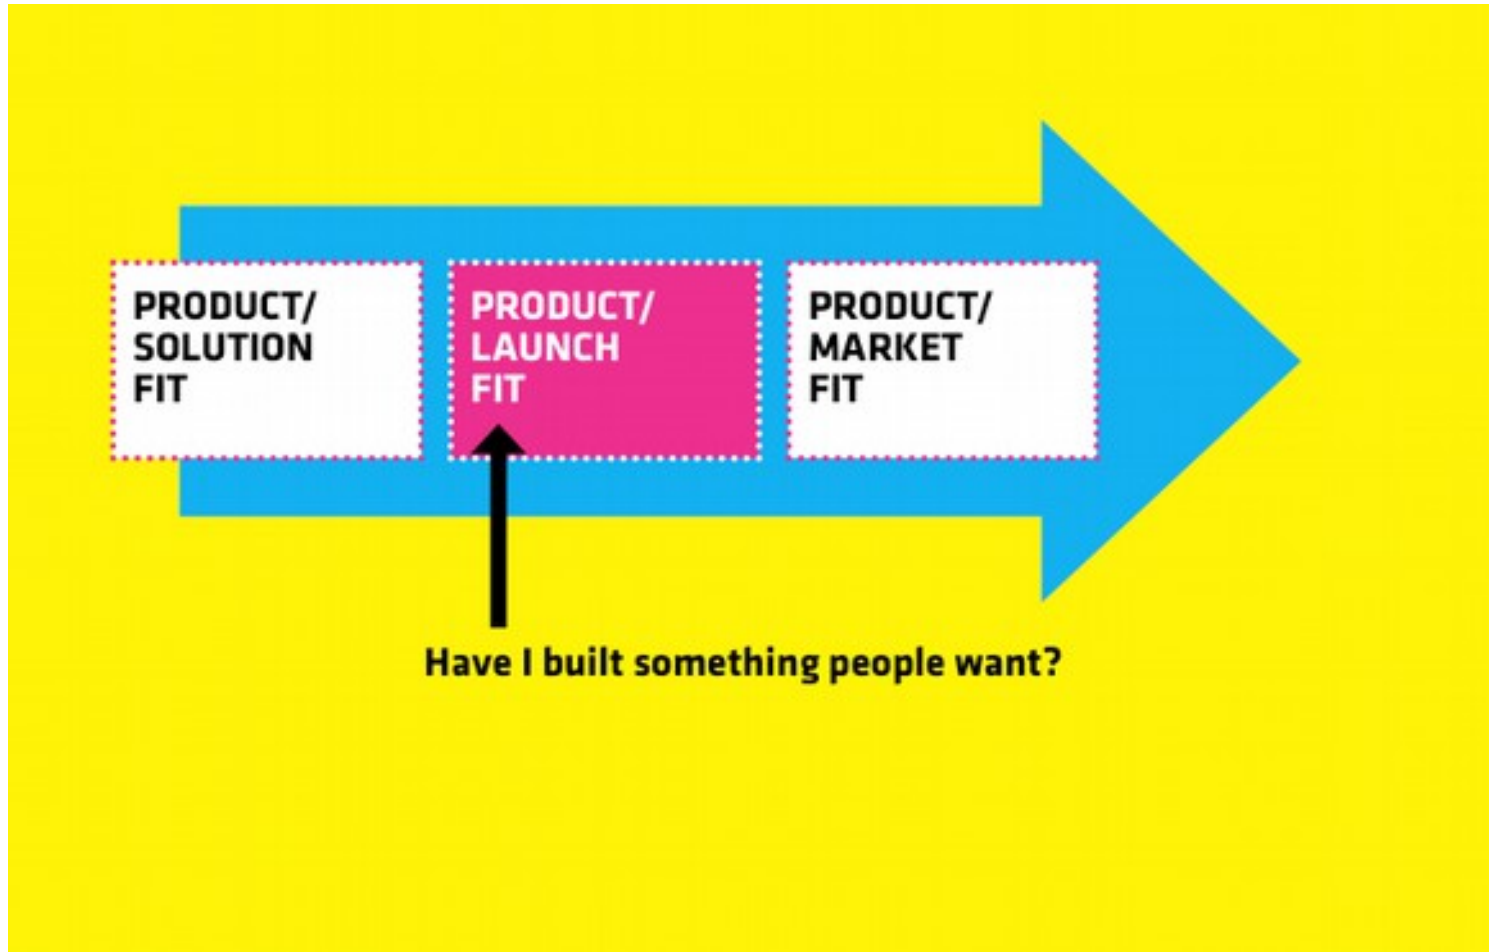 PRODUCT/
SOLUTION
FIT
PRODUCT/
LAUNCH
FIT
PRODUCT/
MARKET
FIT
Have I built something people want?